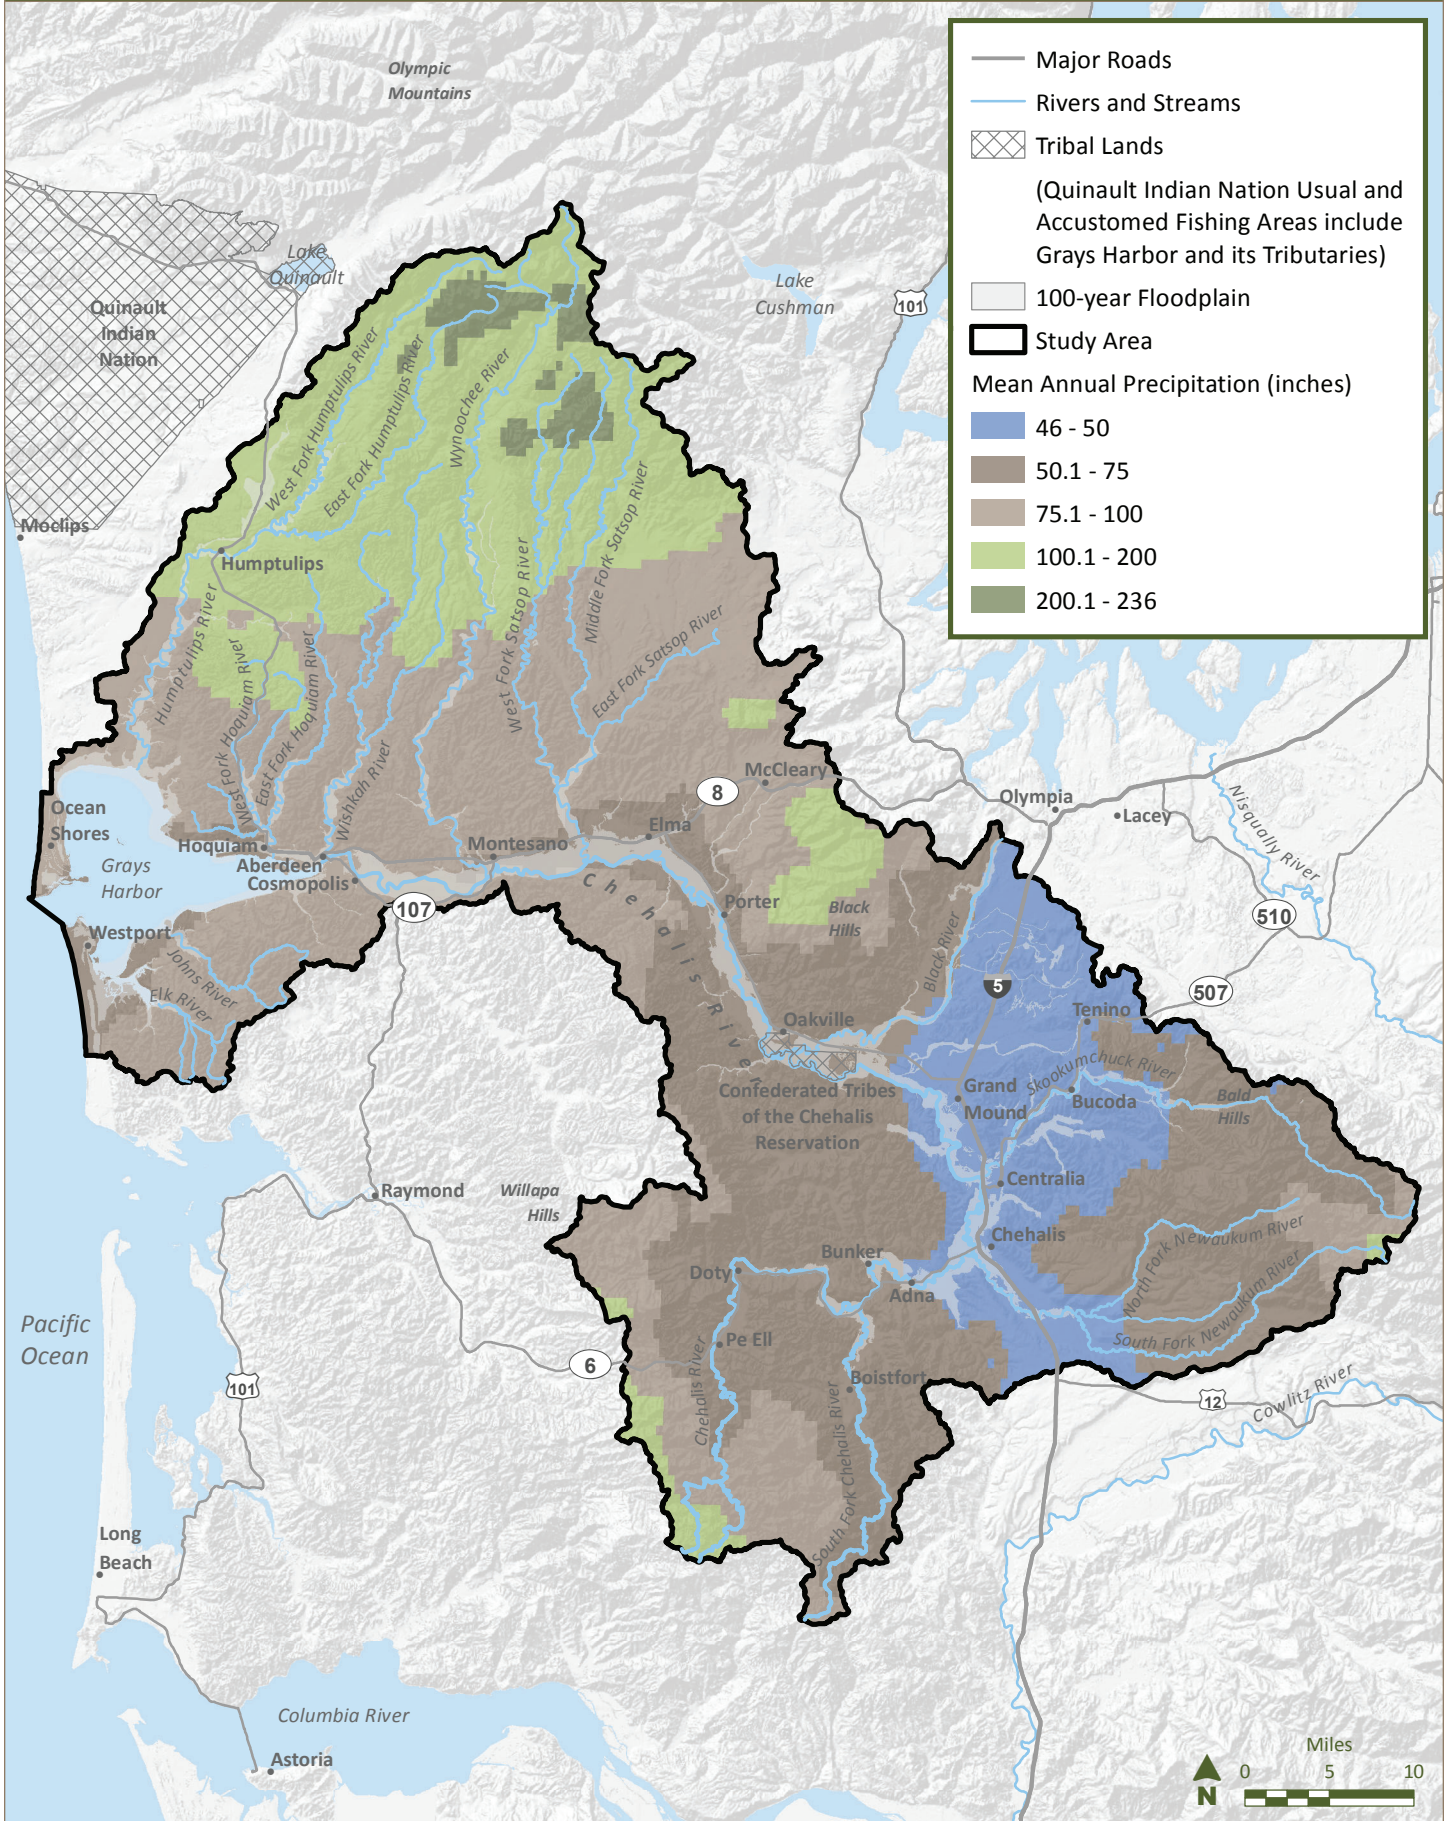 Major Roads
Rivers and Streams
Tribal Lands
(Quinault Indian Nation Usual and
Accustomed Fishing Areas include
Grays Harbor and its Tributaries)
100-year Floodplain
Study Area
Mean Annual Precipitation (inches)
46 - 50
50.1 - 75
75.1 - 100
100.1 - 200
200.1 - 236
Olympic
Mountains
Lake
Quinault
Quinault
Indian
Nation
Lake
Cushman
101
Moclips
West Fork Humptulips River
East Fork Humptulips River
Wynoochee River
Humptulips
Humptulips River
West Fork Hoquiam River
East Fork Hoquiam River
Wishkah River
West Fork Satsop River
Middle Fork Satsop River
East Fork Satsop River
McCleary
8
Olympia
Lacey
Nisqually River
Ocean
Shores
Grays
Harbor
Hoquiam
Aberdeen
Cosmopolis
Montesano
Elma
107
Chehalis River
Porter
Black
Hills
Black River
510
507
Westport
Johns River
Elk River
5
Tenino
Oakville
Confederated Tribes
of the Chehalis
Reservation
Grand
Mound
Skookumchuck River
Bucoda
Bald
Hills
Centralia
Chehalis
Raymond
Willapa
Hills
Doty
Bunker
Adna
North Fork Newaukum River
South Fork Newaukum River
Pacific
Ocean
101
6
Pe Ell
Chehalis River
Boistfort
South Fork Chehalis River
12
Cowlitz River
Long
Beach
Columbia River
Astoria
Miles
0 5 10
N